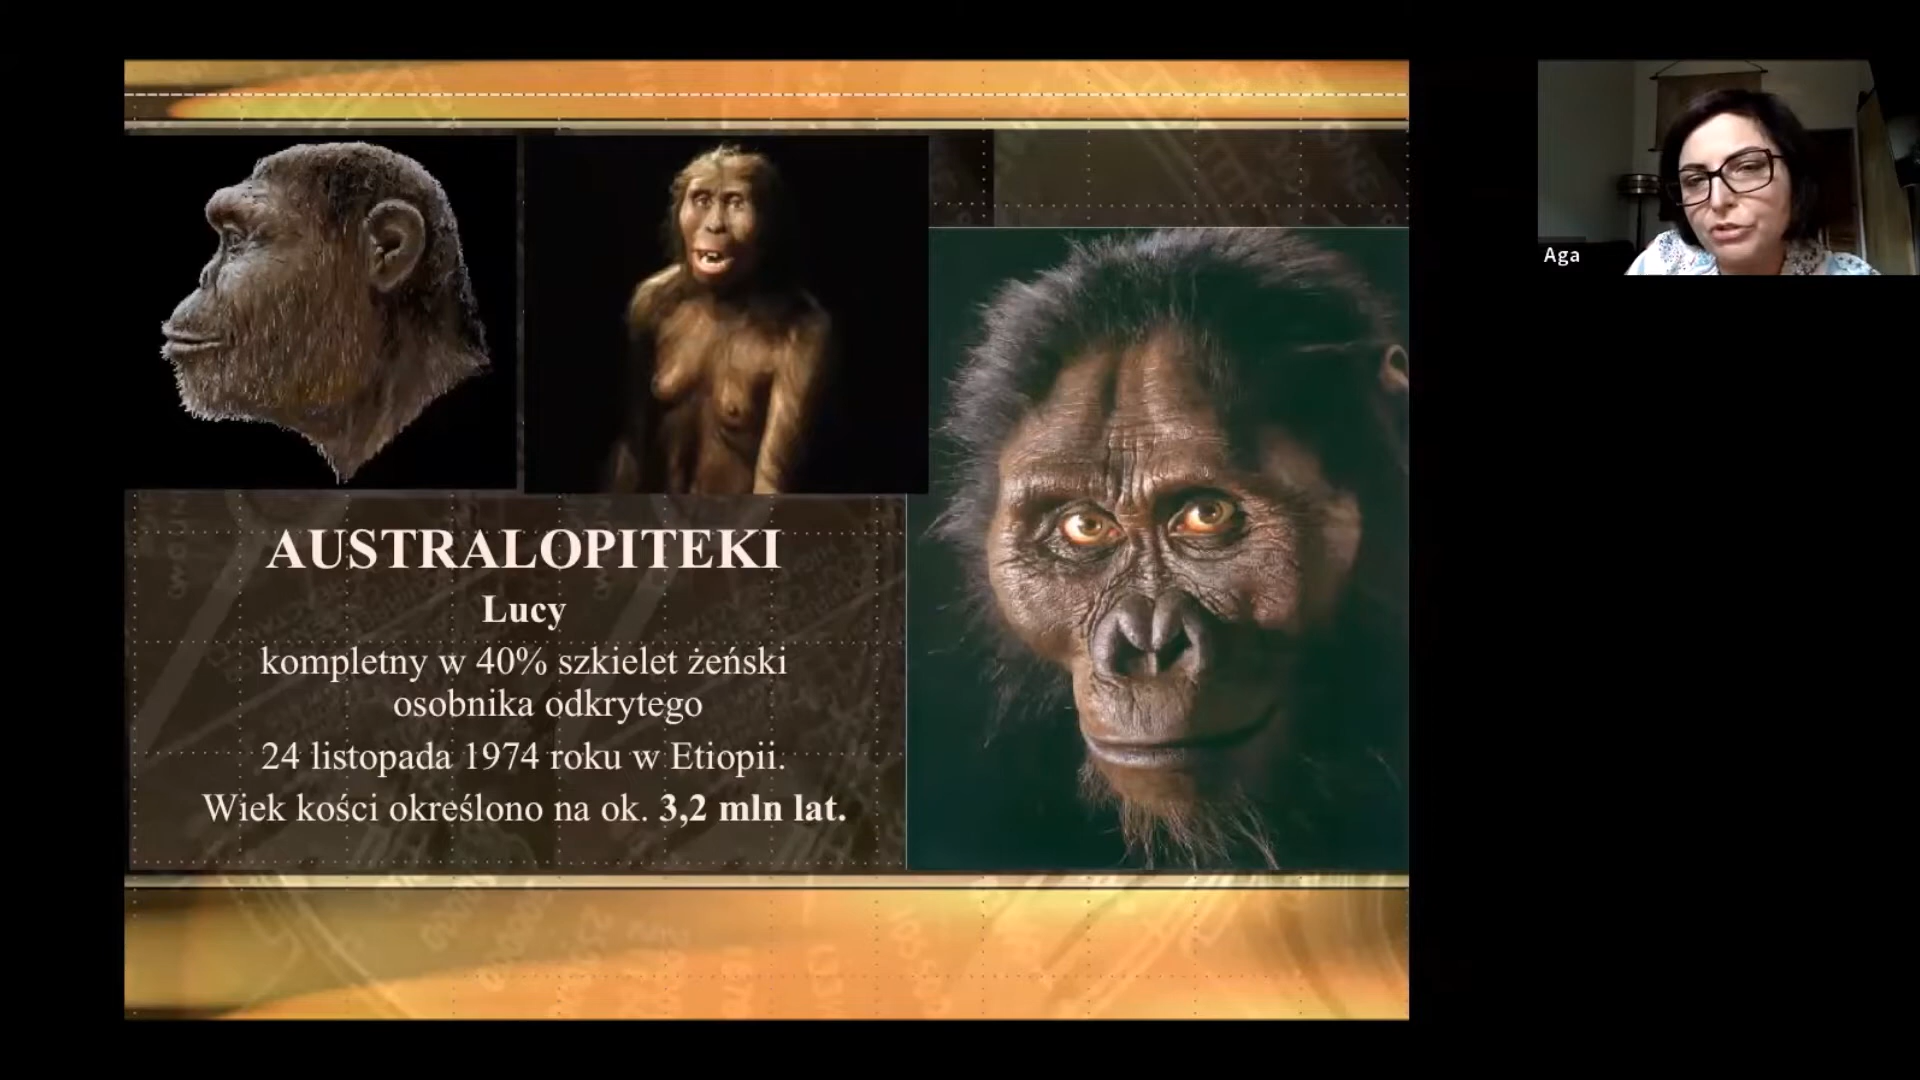 AUSTRALOPITEKI
Lucy
kompletny w 40% szkielet żeński
osobnika odkrytego
24 listopada 1974 roku w Etiopii.
Wiek kości określono na ok. 3,2 mln lat.
Aga